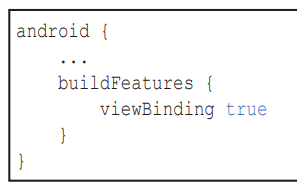 android {
    ...
    buildFeatures {
        viewBinding true
    }
}